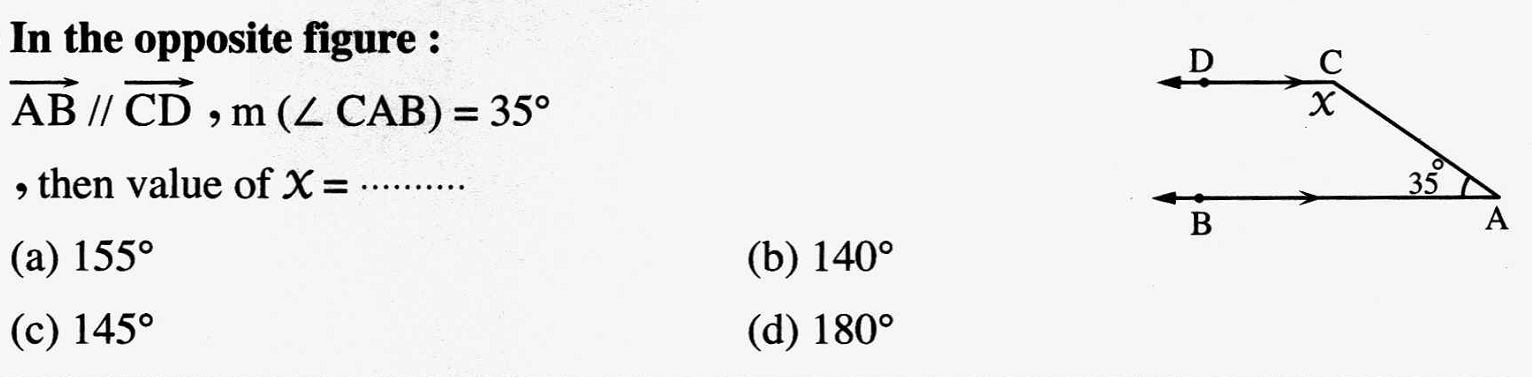 In the opposite figure :
AB // CD , m (∠ CAB) = 35°
, then value of X = ··········
(a) 155° (b) 140°
(c) 145° (d) 180°
D C
X
35°
B A